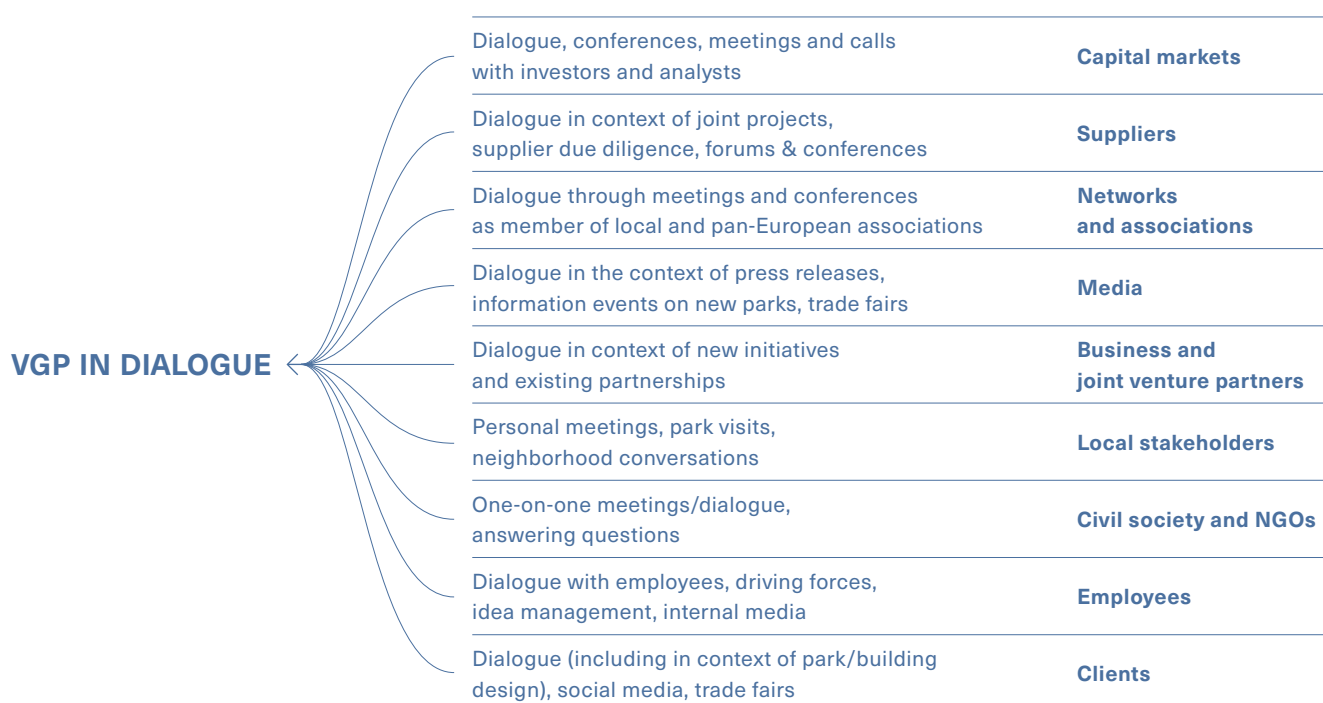 VGP IN DIALOGUE
Dialogue, conferences, meetings and calls
with investors and analysts
Capital markets
Dialogue in context of joint projects,
supplier due diligence, forums & conferences
Suppliers
Dialogue through meetings and conferences
as member of local and pan-European associations
Networks
and associations
Dialogue in the context of press releases,
information events on new parks, trade fairs
Media
Dialogue in context of new initiatives
and existing partnerships
Business and
joint venture partners
Personal meetings, park visits,
neighborhood conversations
Local stakeholders
One-on-one meetings/dialogue,
answering questions
Civil society and NGOs
Dialogue with employees, driving forces,
idea management, internal media
Employees
Dialogue (including in context of park/building
design), social media, trade fairs
Clients